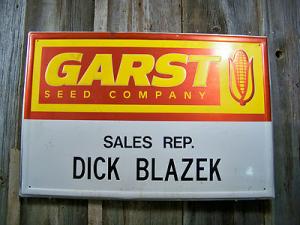 GARST
SEED COMPANY
SALES REP.
DICK BLAZEK